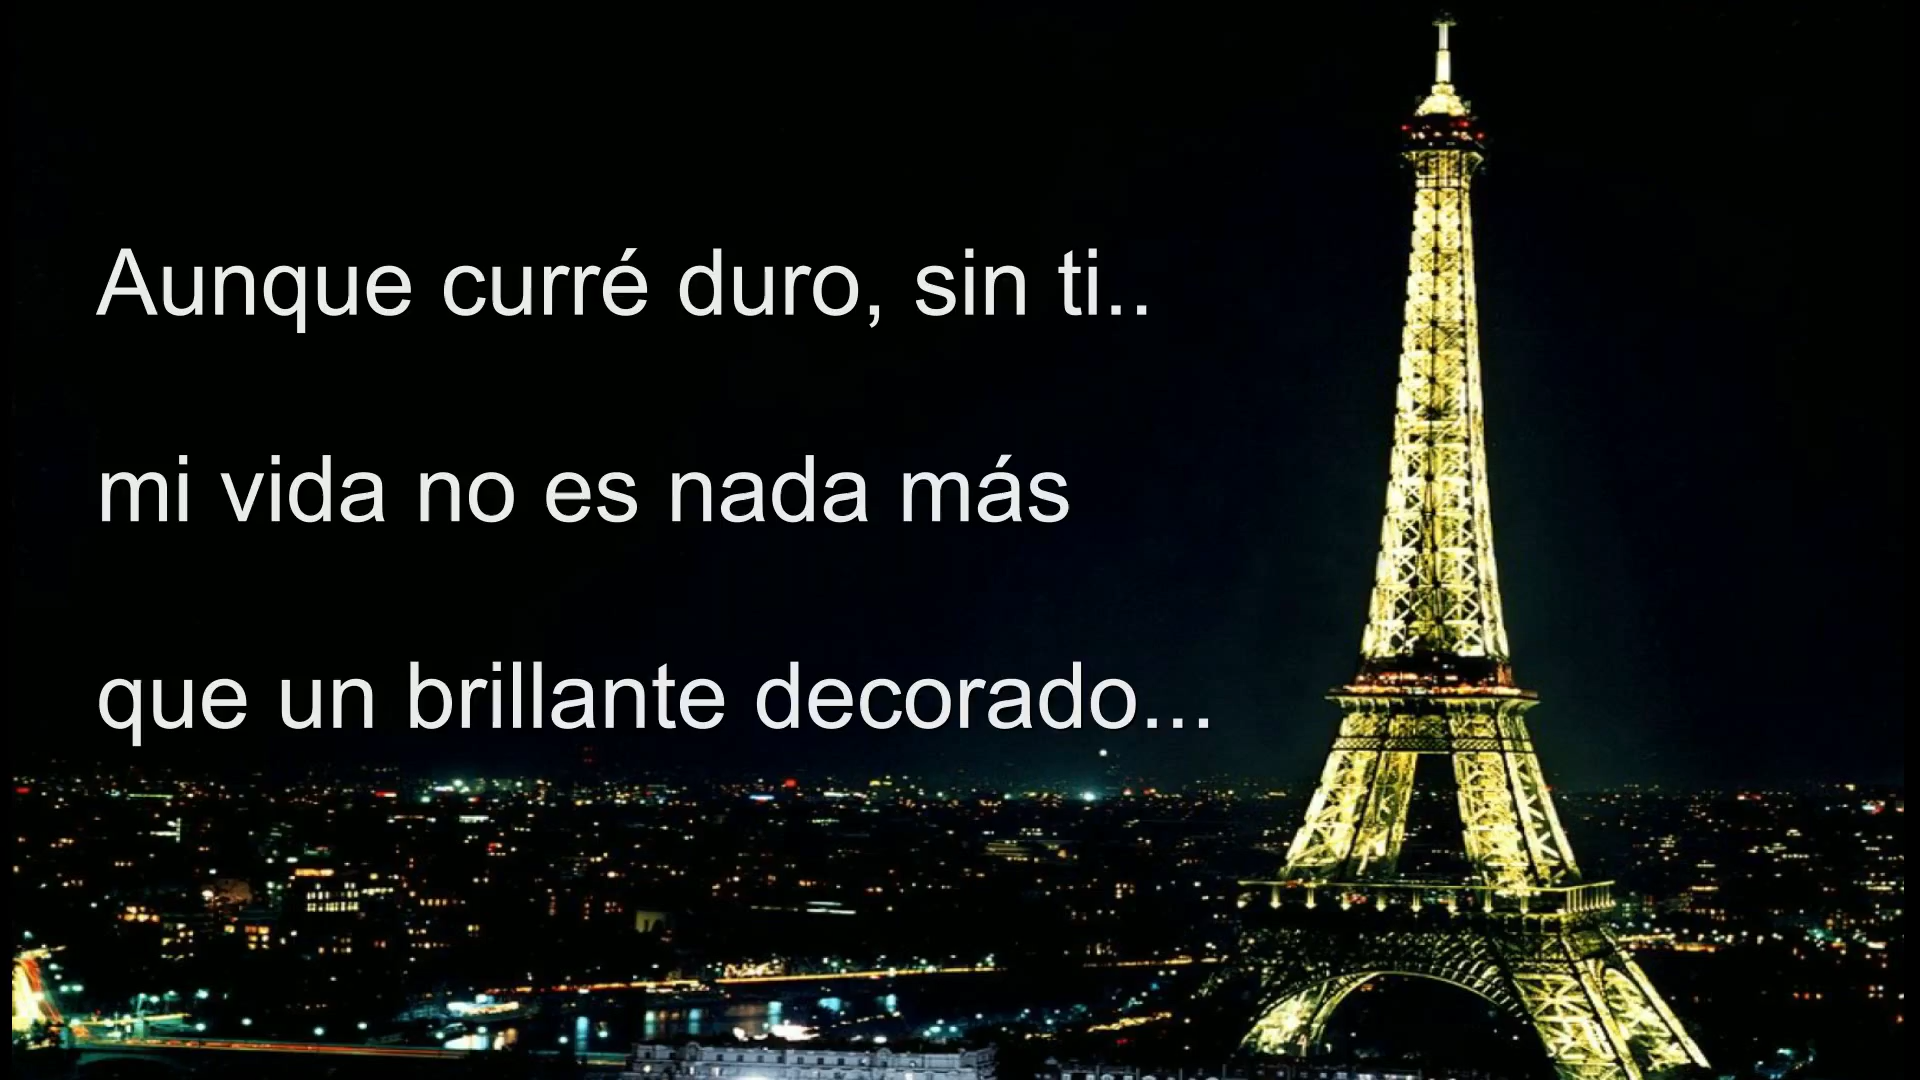 Aunque curré duro, sin ti..
mi vida no es nada más
que un brillante decorado...